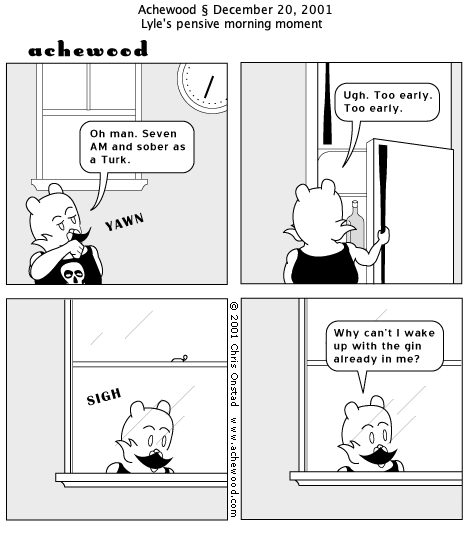 Achewood § December 20, 2001
Lyle's pensive morning moment
achewood
Oh man. Seven
AM and sober as
a Turk.
YAWN
Ugh. Too early.
Too early.
SIGH
Why can't I wake
up with the gin
already in me?
© 2001 Chris Onstad www.achewood.com